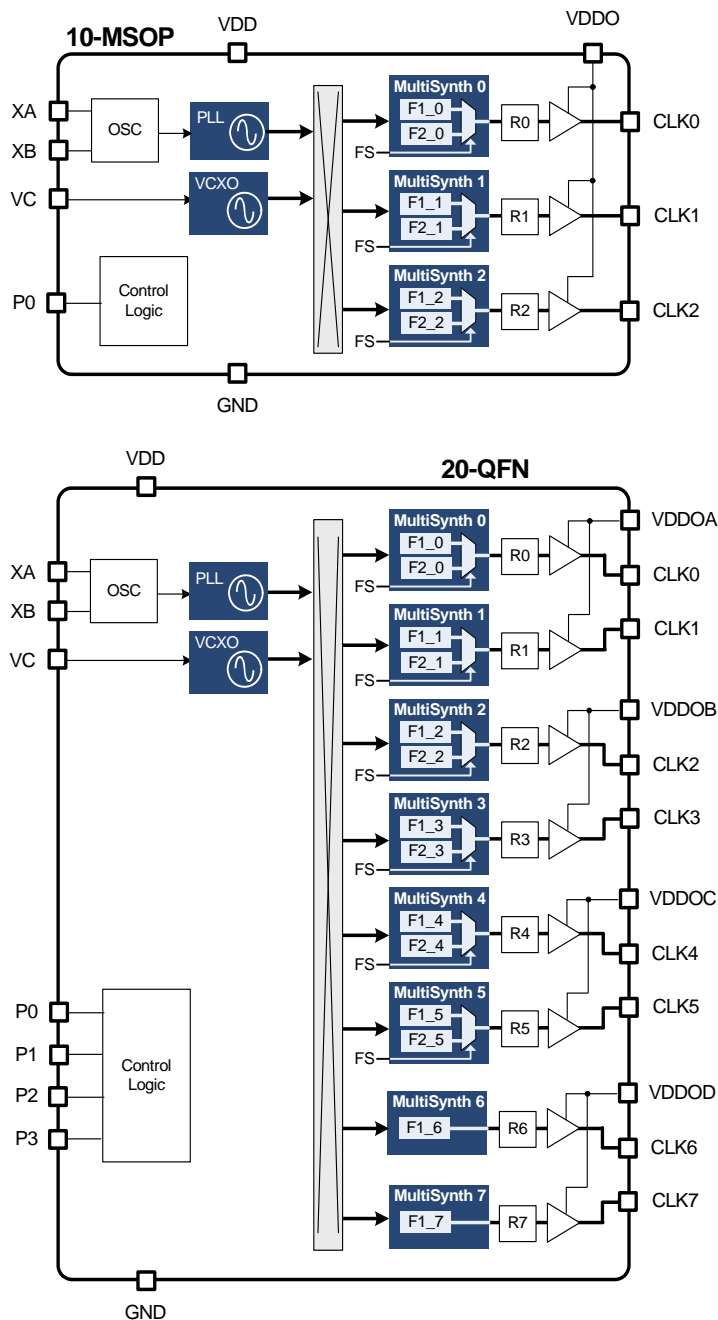 10-MSOP
VDD
VDDO
XA
XB
VC
P0
OSC
PLL
VCXO
Control
Logic
MultiSynth 0
F1_0
F2_0
FS
R0
CLK0
MultiSynth 1
F1_1
F2_1
FS
R1
CLK1
MultiSynth 2
F1_2
F2_2
FS
R2
CLK2
GND
VDD
20-QFN
XA
XB
VC
OSC
PLL
VCXO
MultiSynth 0
F1_0
F2_0
FS
R0
VDDOA
CLK0
MultiSynth 1
F1_1
F2_1
FS
R1
CLK1
MultiSynth 2
F1_2
F2_2
FS
R2
VDDOB
CLK2
MultiSynth 3
F1_3
F2_3
FS
R3
CLK3
MultiSynth 4
F1_4
F2_4
FS
R4
VDDOC
CLK4
MultiSynth 5
F1_5
F2_5
FS
R5
CLK5
P0
P1
P2
P3
Control
Logic
MultiSynth 6
F1_6
R6
VDDOD
CLK6
MultiSynth 7
F1_7
R7
CLK7
GND